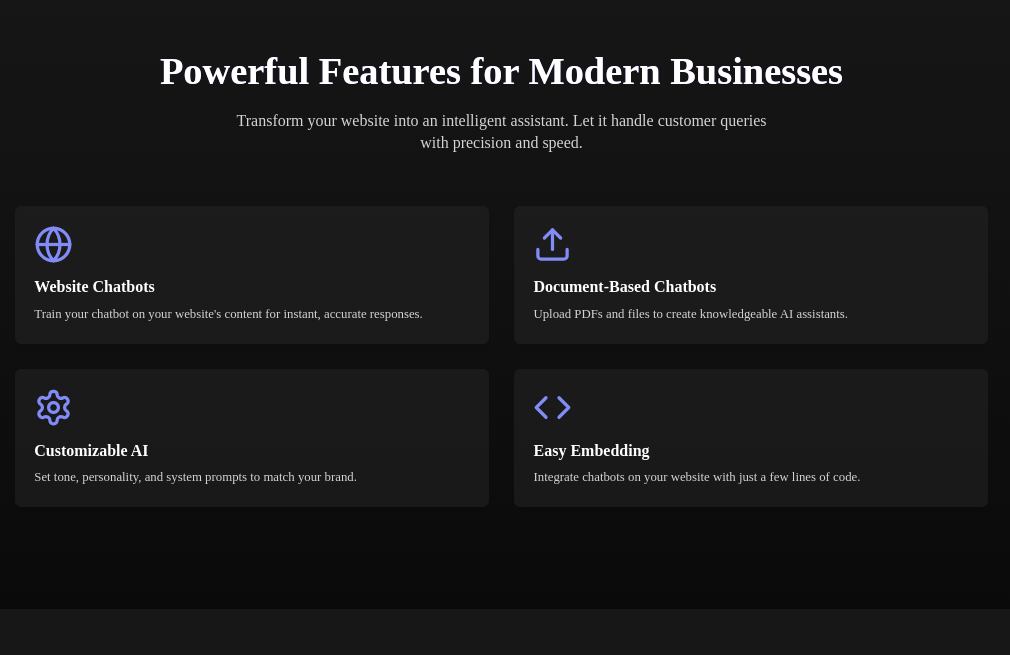 Powerful Features for Modern Businesses
Transform your website into an intelligent assistant. Let it handle customer queries
with precision and speed.
Website Chatbots
Train your chatbot on your website's content for instant, accurate responses.
Document-Based Chatbots
Upload PDFs and files to create knowledgeable AI assistants.
Customizable AI
Set tone, personality, and system prompts to match your brand.
Easy Embedding
Integrate chatbots on your website with just a few lines of code.